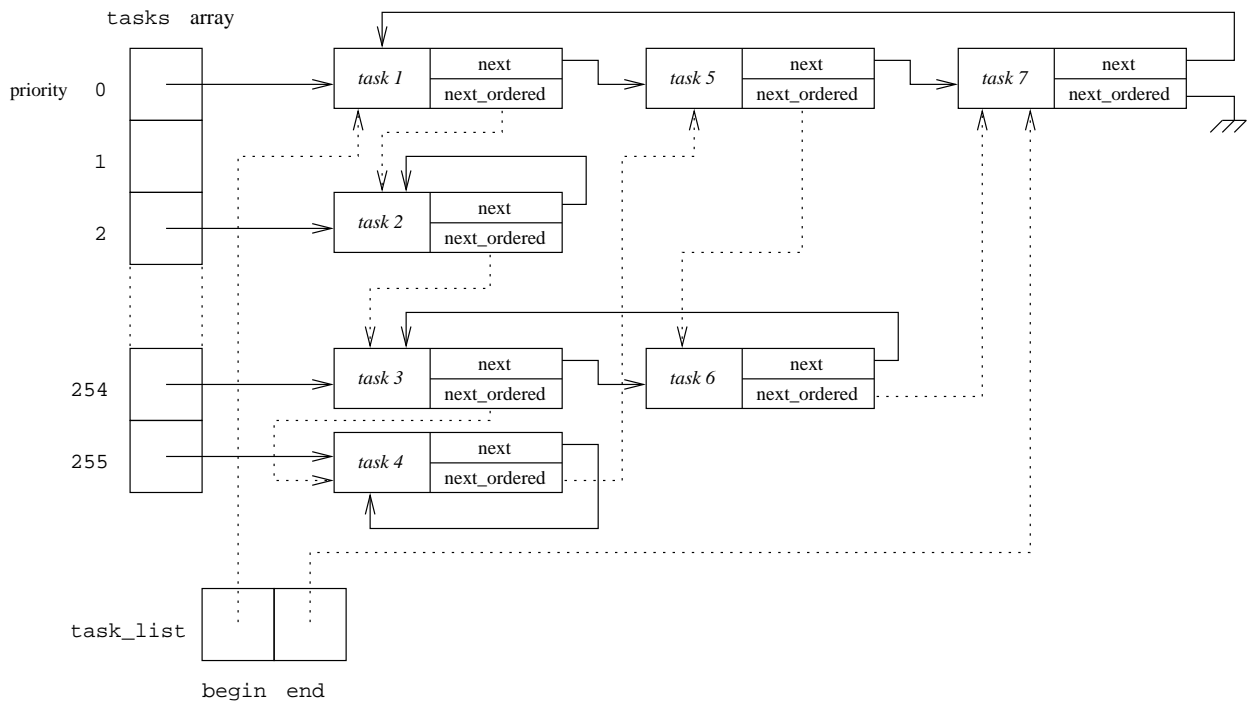 tasks array
priority 0
1
2
254
255
task 1
next
next_ordered
task 5
next
next_ordered
task 7
next
next_ordered
task 2
next
next_ordered
task 3
next
next_ordered
task 6
next
next_ordered
task 4
next
next_ordered
task_list
begin end